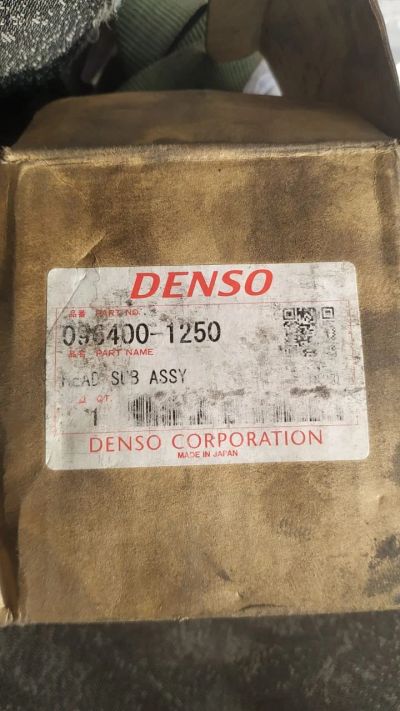 DENSO
品番 PART NO.
096400-1250
品名 PART NAME
HEAD SUB ASSY
Q'T
1
DENSO CORPORATION
MADE IN JAPAN